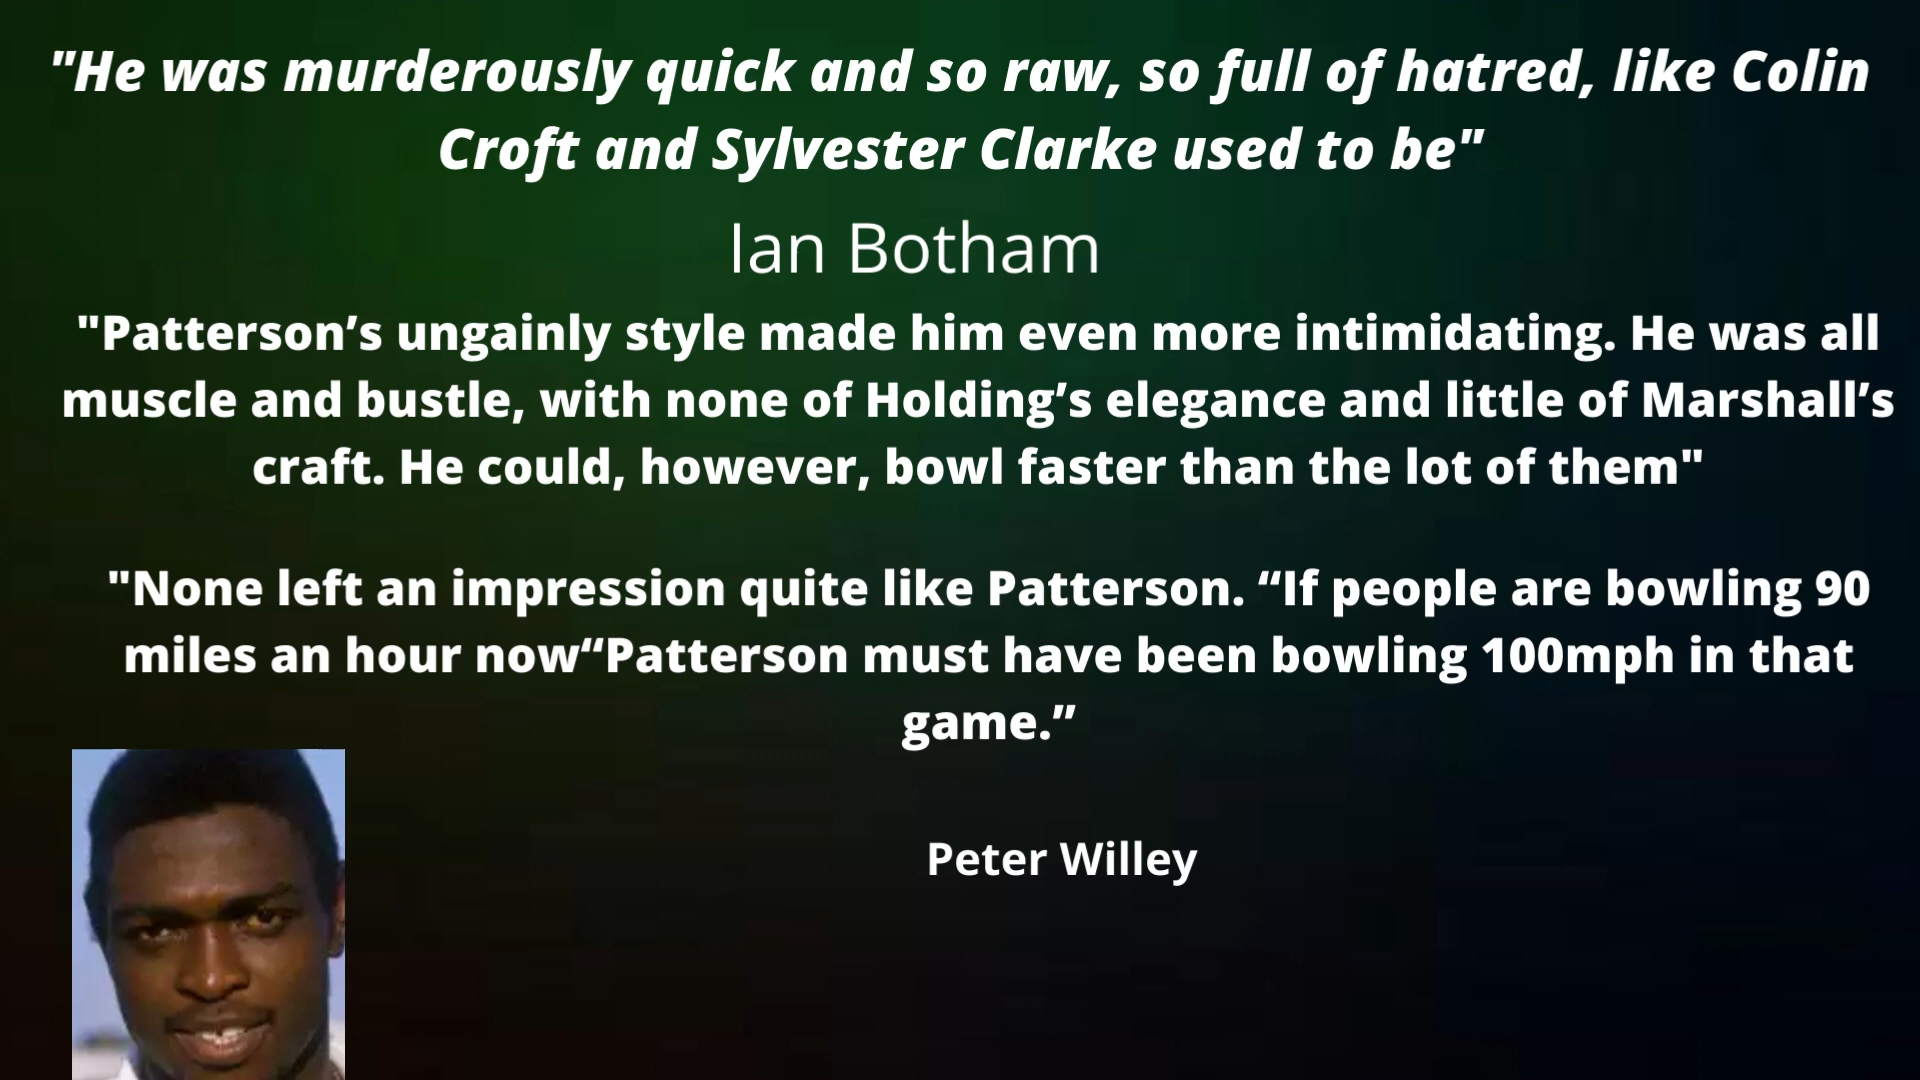 "He was murderously quick and so raw, so full of hatred, like Colin
Croft and Sylvester Clarke used to be"
Ian Botham
"Patterson’s ungainly style made him even more intimidating. He was all
muscle and bustle, with none of Holding’s elegance and little of Marshall’s
craft. He could, however, bowl faster than the lot of them"
"None left an impression quite like Patterson. “If people are bowling 90
miles an hour now“Patterson must have been bowling 100mph in that
game.”
Peter Willey